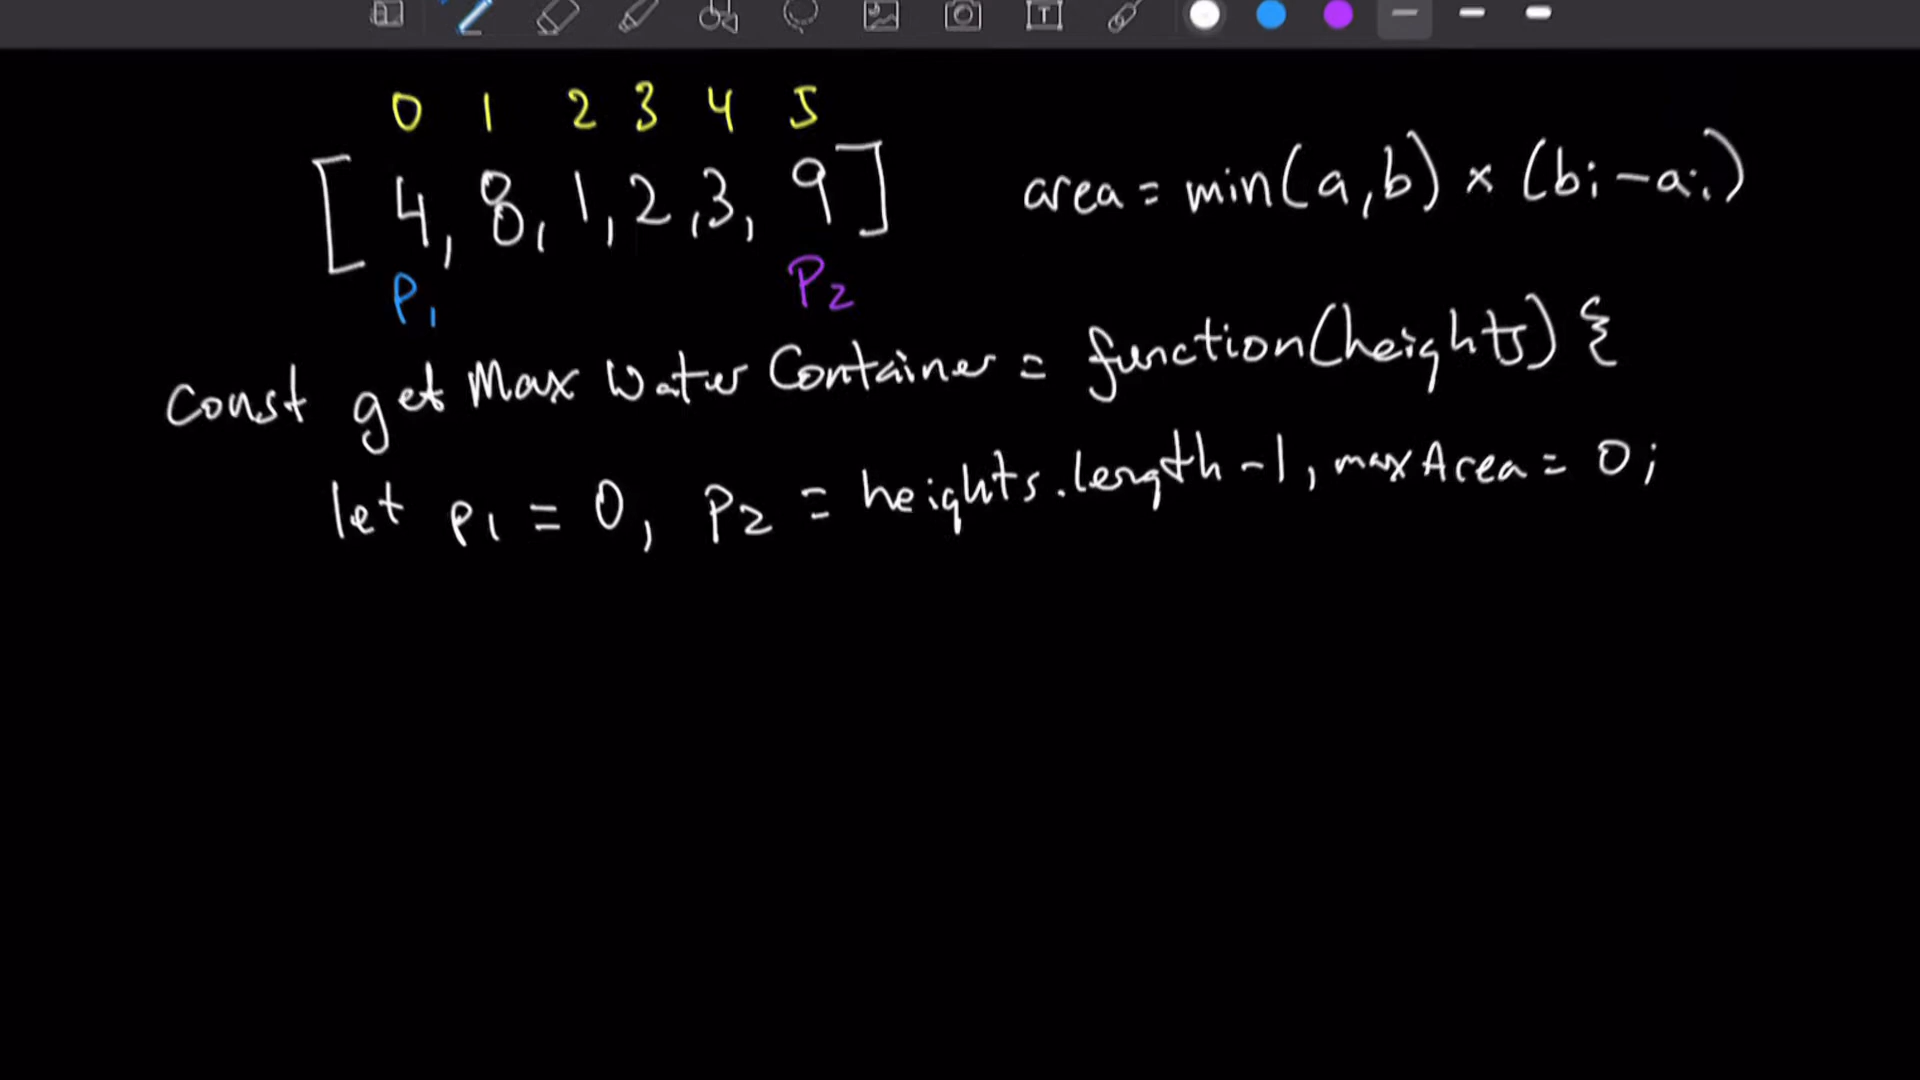 0 1 2 3 4 5
[4, 8, 1, 2, 3, 9]
area = min(a,b) × (bi - ai)
P1 P2
const getMaxWaterContainer = function(heights) {
let p1 = 0, p2 = heights.length - 1, maxArea = 0;